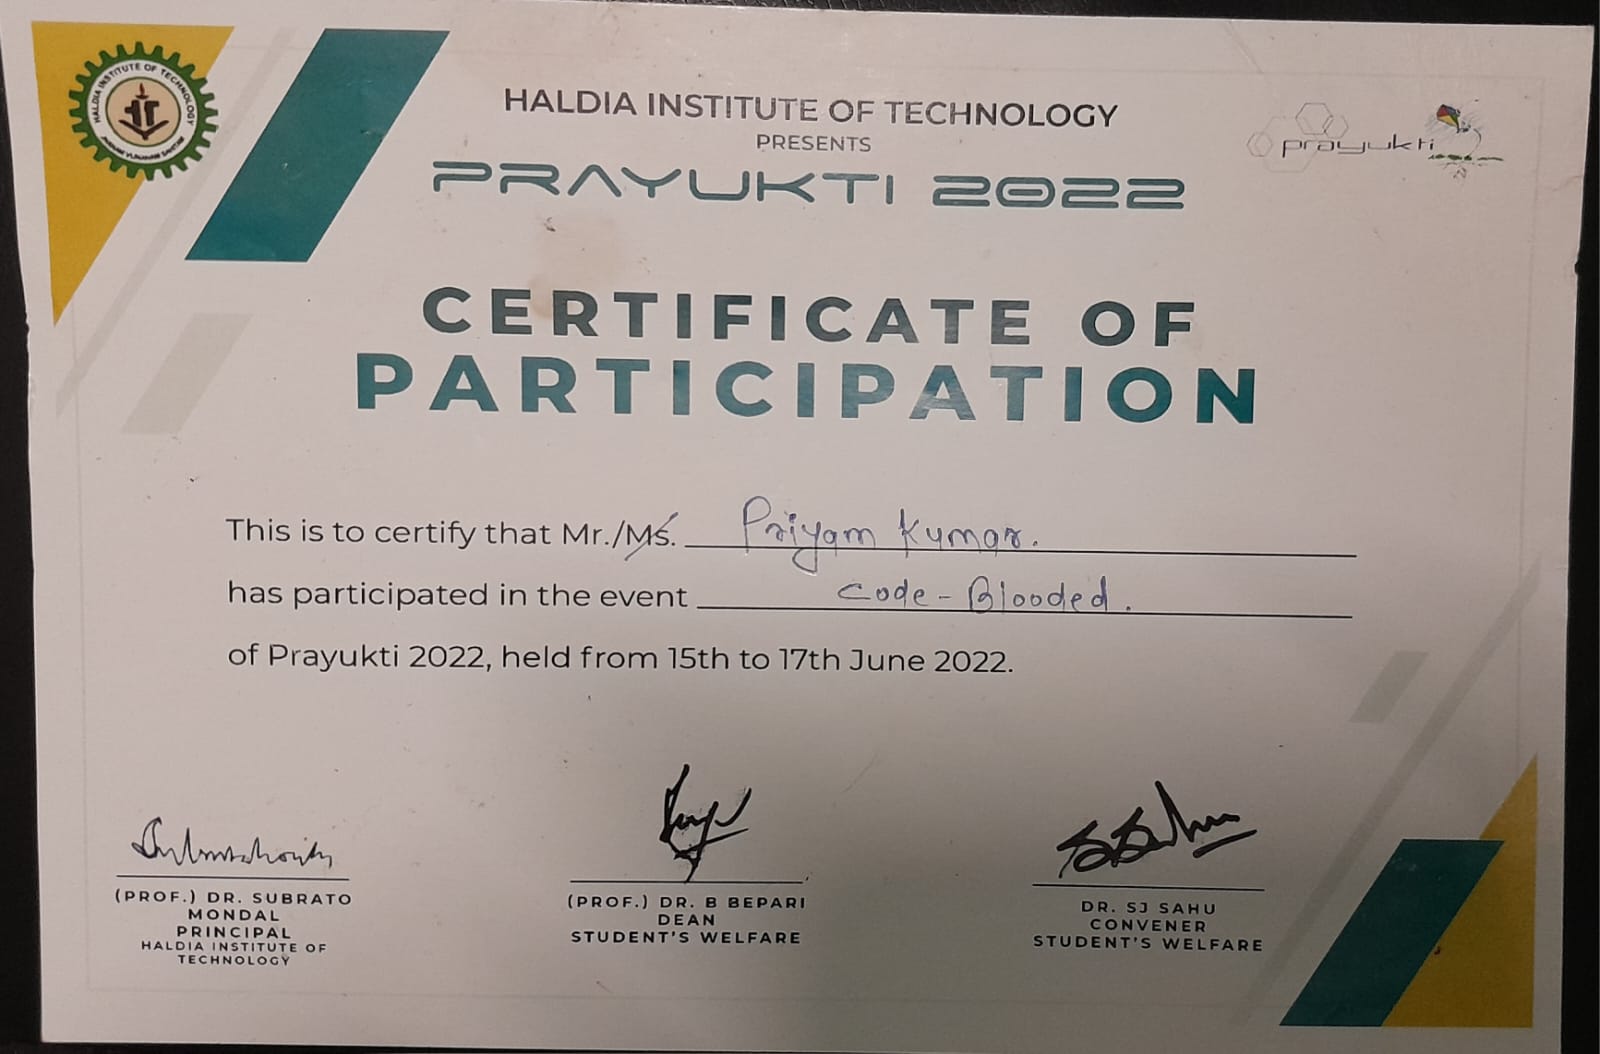 HALDIA INSTITUTE OF TECHNOLOGY
JNANAM VIJNANAM SAHITAM
HALDIA INSTITUTE OF TECHNOLOGY
PRESENTS
PRAYUKTI 2022
prayukti
CERTIFICATE OF
PARTICIPATION
This is to certify that Mr./Ms. Priyam Kumar.
has participated in the event Code-Blooded.
of Prayukti 2022, held from 15th to 17th June 2022.
(PROF.) DR. SUBRATO
MONDAL
PRINCIPAL
HALDIA INSTITUTE OF
TECHNOLOGY
(PROF.) DR. B BEPARI
DEAN
STUDENT'S WELFARE
DR. SJ SAHU
CONVENER
STUDENT'S WELFARE